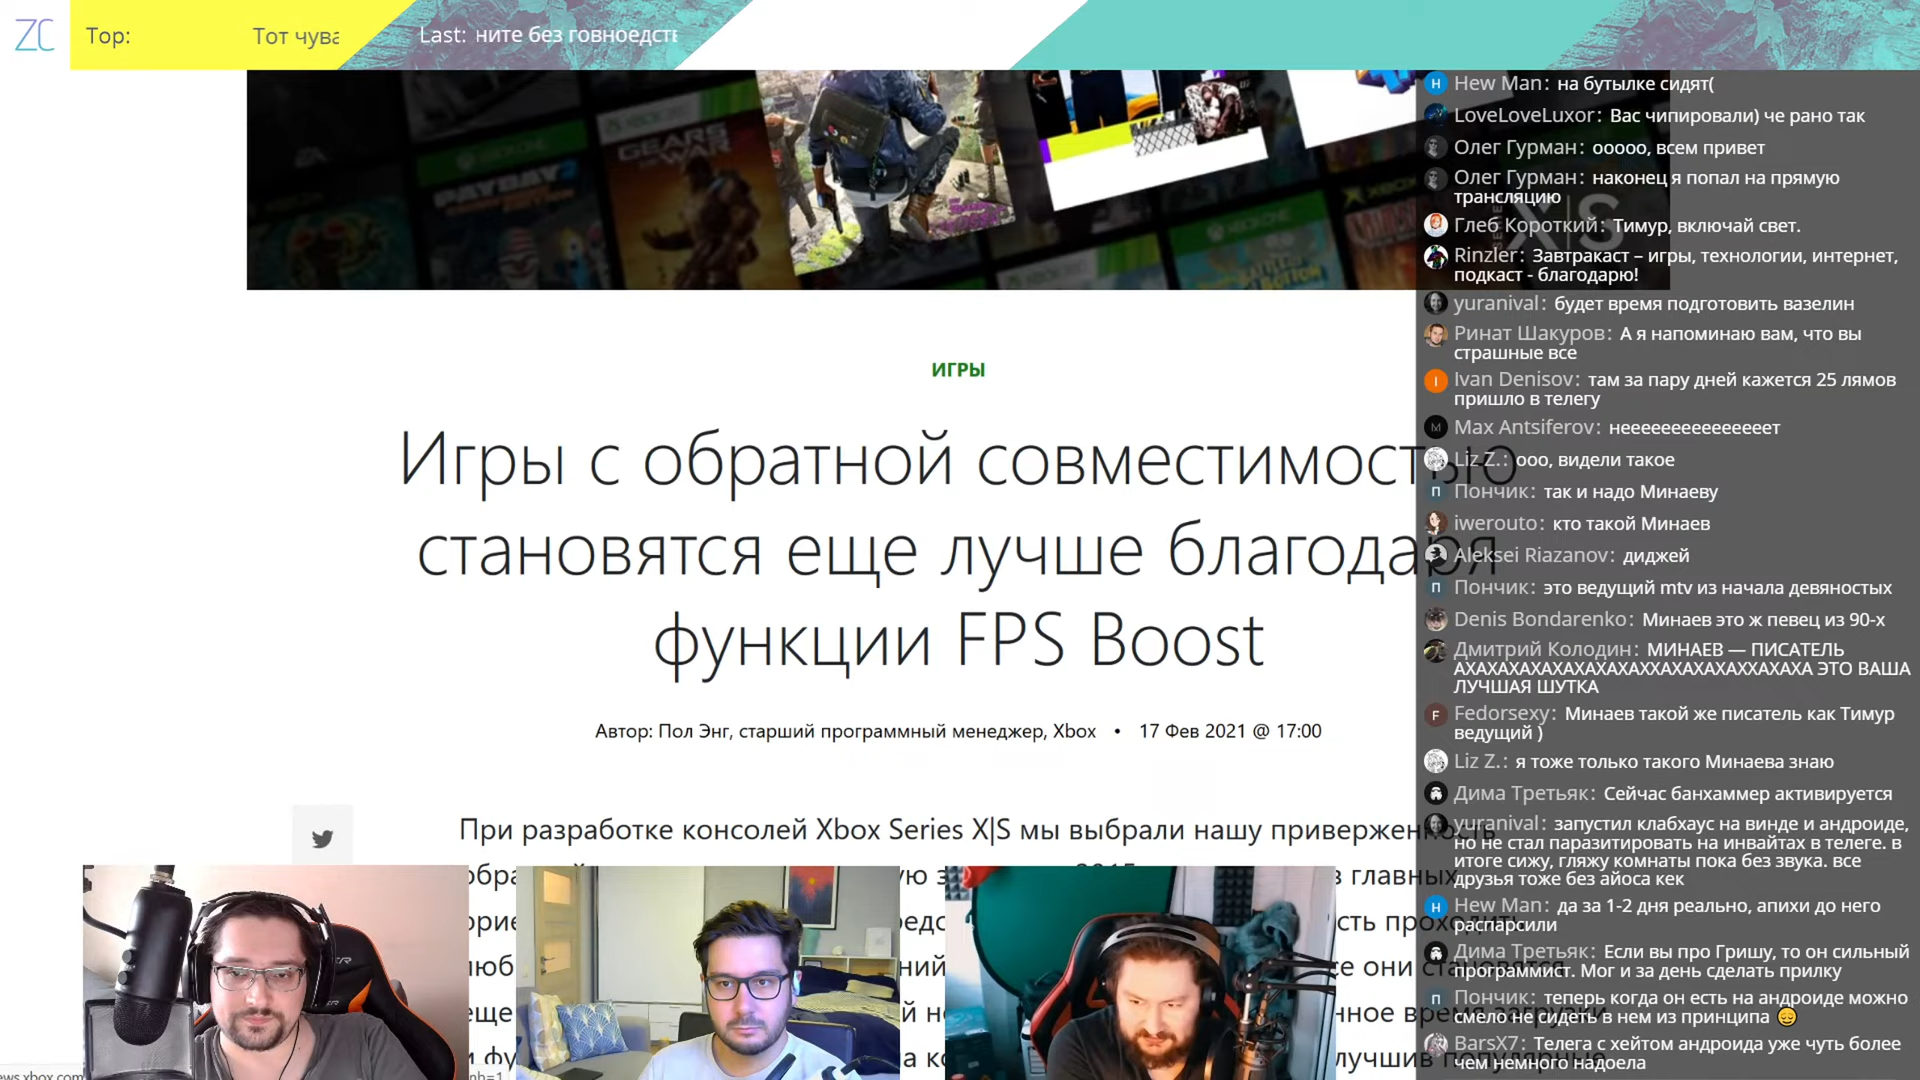 ZC
Top:
Тот чува
Last: ните без говноедств
GEARS OF WAR
PAYDAY 2
X|S
ИГРЫ
Игры с обратной совместимостью
становятся еще лучше благодаря
функции FPS Boost
Автор: Пол Энг, старший программный менеджер, Xbox • 17 Фев 2021 @ 17:00
При разработке консолей Xbox Series X|S мы выбрали нашу приверженность
Hew Man: на бутылке сидят(
LoveLoveLuxor: Вас чипировали) че рано так
Олег Гурман: ооооо, всем привет
Олег Гурман: наконец я попал на прямую
трансляцию
Глеб Короткий: Тимур, включай свет.
Rinzler: Завтракаст – игры, технологии, интернет,
подкаст - благодарю!
yuranival: будет время подготовить вазелин
Ринат Шакуров: А я напоминаю вам, что вы
страшные все
Ivan Denisov: там за пару дней кажется 25 лямов
пришло в телегу
Max Antsiferov: нееееееееееееееет
Liz Z.: ооо, видели такое
Пончик: так и надо Минаеву
iwerouto: кто такой Минаев
Aleksei Riazanov: диджей
Пончик: это ведущий mtv из начала девяностых
Denis Bondarenko: Минаев это ж певец из 90-х
Дмитрий Колодин: МИНАЕВ — ПИСАТЕЛЬ
АХАХАХАХАХАХАХАХАХХАХАХАХАХХАХАХА ЭТО ВАША
ЛУЧШАЯ ШУТКА
Fedorsexy: Минаев такой же писатель как Тимур
ведущий )
Liz Z.: я тоже только такого Минаева знаю
Дима Третьяк: Сейчас банхаммер активируется
yuranival: запустил клабхаус на винде и андроиде,
но не стал паразитировать на инвайтах в телеге. в
итоге сижу, гляжу комнаты пока без звука. все
друзья тоже без айоса кек
Hew Man: да за 1-2 дня реально, апихи до него
распарсили
Дима Третьяк: Если вы про Гришу, то он сильный
программист. Мог и за день сделать прилку
Пончик: теперь когда он есть на андроиде можно
смело не сидеть в нем из принципа 😔
BarsX7: Телега с хейтом андроида уже чуть более
чем немного надоела